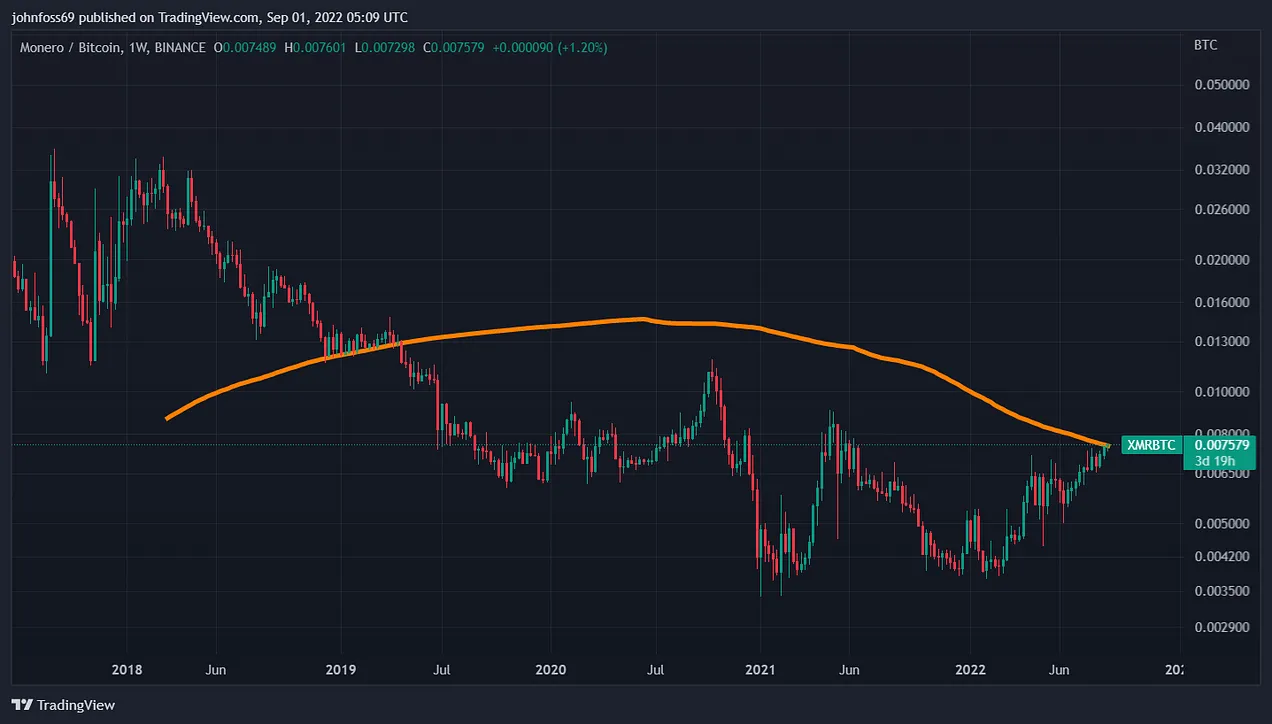 johnfoss69 published on TradingView.com, Sep 01, 2022 05:09 UTC
Monero / Bitcoin, 1W, BINANCE O0.007489 H0.007601 L0.007298 C0.007579 +0.000090 (+1.20%)
BTC
0.050000
0.040000
0.032000
0.026000
0.020000
0.016000
0.013000
0.010000
0.008000
XMRBTC 0.007579
3d 19h
0.006500
0.005000
0.004200
0.003500
0.002900
2018 Jun 2019 Jul 2020 Jul 2021 Jun 2022 Jun
TradingView